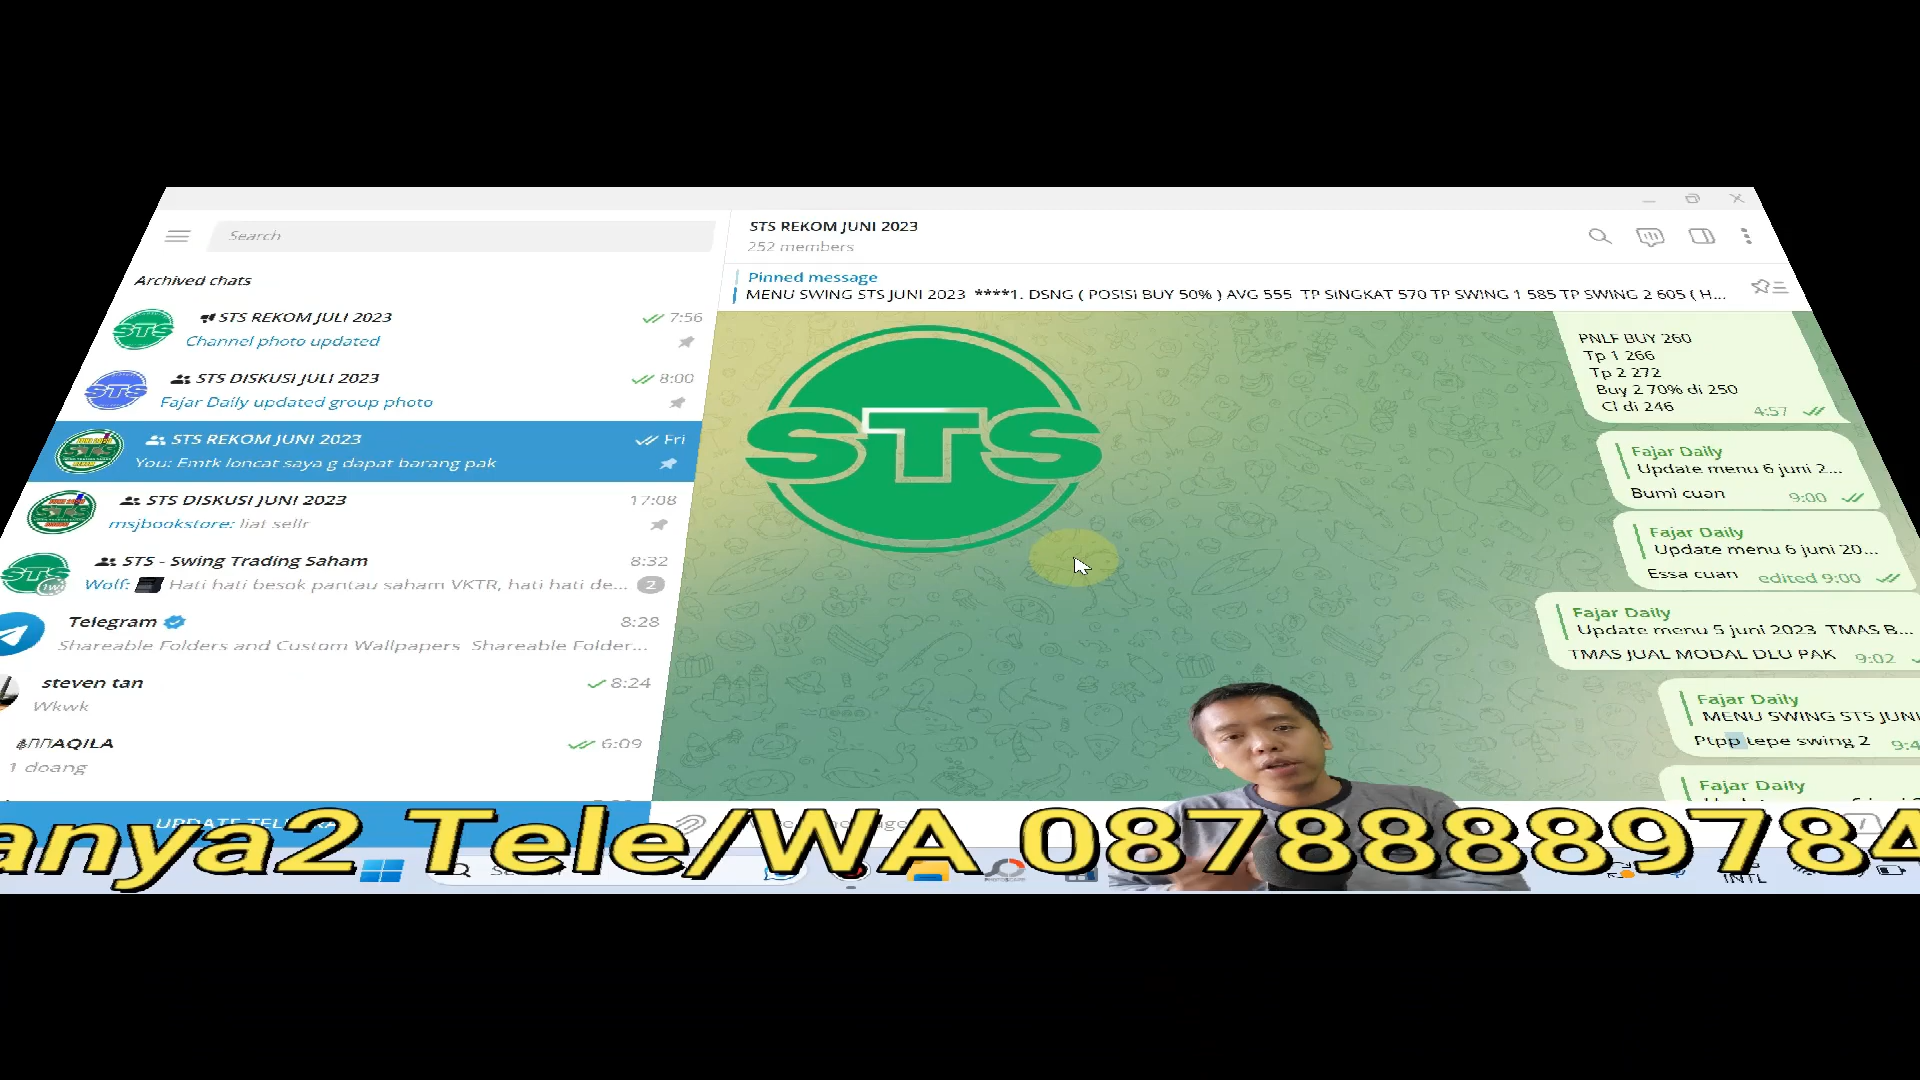 Search
Archived chats
STS REKOM JULI 2023
7:56
Channel photo updated
STS DISKUSI JULI 2023
8:00
Fajar Daily updated group photo
STS REKOM JUNI 2023
Fri
You: Emtk loncat saya g dapat barang pak
STS DISKUSI JUNI 2023
17:08
msjbookstore: liat sellr
STS - Swing Trading Saham
8:32
Wolf: Hati hati besok pantau saham VKTR, hati hati de...
2
Telegram
8:28
Shareable Folders and Custom Wallpapers Shareable Folder...
steven tan
8:24
Wkwk
AQILA
6:09
1 doang
STS REKOM JUNI 2023
252 members
Pinned message
MENU SWING STS JUNI 2023 ****1. DSNG ( POSISI BUY 50% ) AVG 555 TP SINGKAT 570 TP SWING 1 585 TP SWING 2 605 ( H...
STS
PNLF BUY 260
Tp 1 266
Tp 2 272
Buy 2 70% di 250
Cl di 246
4:57
Fajar Daily
Update menu 6 juni 2...
Bumi cuan
9:00
Fajar Daily
Update menu 6 juni 20...
Essa cuan
edited 9:00
Fajar Daily
Update menu 5 juni 2023 TMAS B...
TMAS JUAL MODAL DLU PAK
9:02
Fajar Daily
MENU SWING STS JUNI
Ptpp tepe swing 2
9:4
Fajar Daily
anya2 Tele/WA 087888889784
INTL